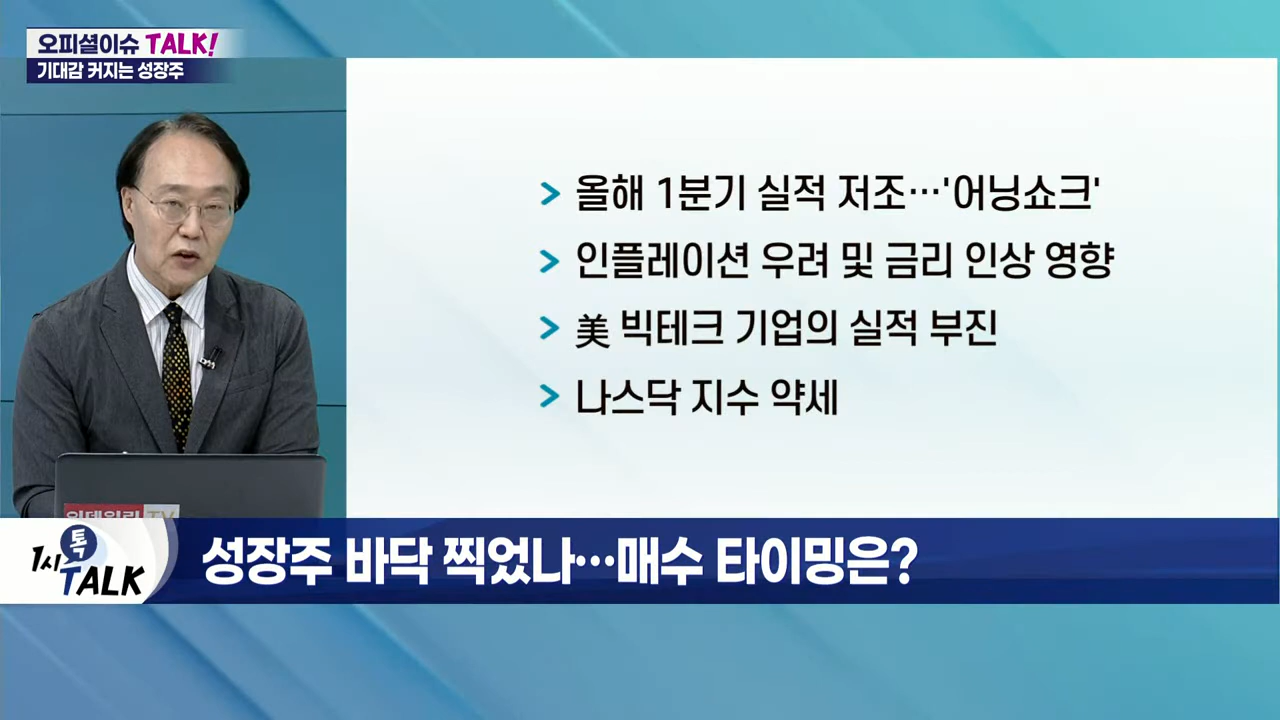 오피셜이슈 TALK!
기대감 커지는 성장주
> 올해 1분기 실적 저조…'어닝쇼크'
> 인플레이션 우려 및 금리 인상 영향
> 美 빅테크 기업의 실적 부진
> 나스닥 지수 약세
TV
1시 톡 TALK
성장주 바닥 찍었나…매수 타이밍은?